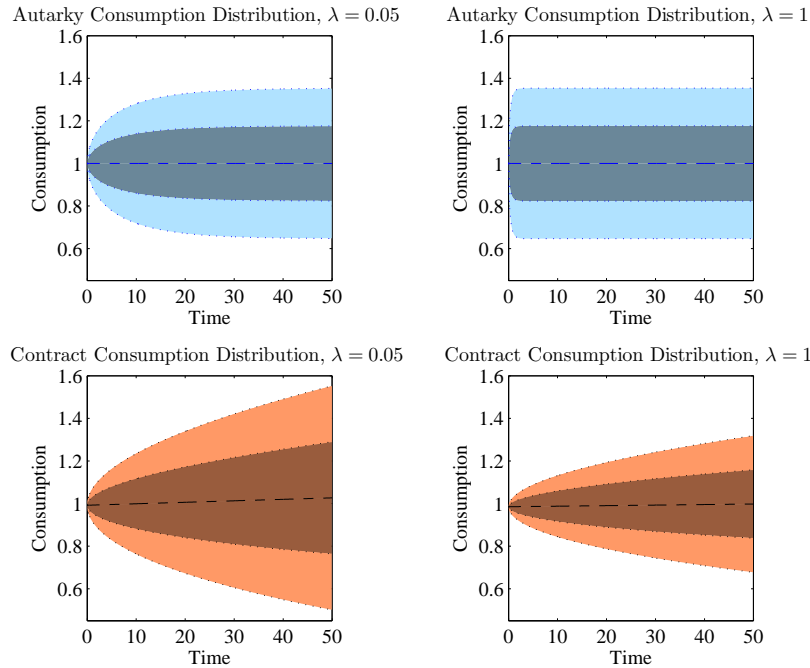 Autarky Consumption Distribution, λ = 0.05
1.6
1.4
1.2
1
0.8
0.6
Consumption
0 10 20 30 40 50
Time
Autarky Consumption Distribution, λ = 1
1.6
1.4
1.2
1
0.8
0.6
Consumption
0 10 20 30 40 50
Time
Contract Consumption Distribution, λ = 0.05
1.6
1.4
1.2
1
0.8
0.6
Consumption
0 10 20 30 40 50
Time
Contract Consumption Distribution, λ = 1
1.6
1.4
1.2
1
0.8
0.6
Consumption
0 10 20 30 40 50
Time